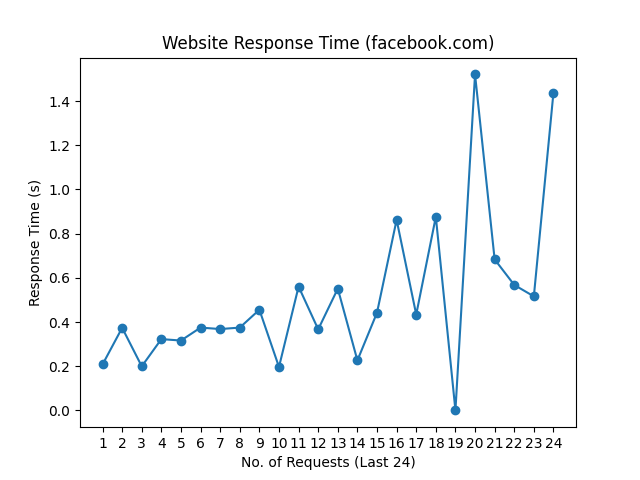 Website Response Time (facebook.com)
Response Time (s)
1.4
1.2
1.0
0.8
0.6
0.4
0.2
0.0
1 2 3 4 5 6 7 8 9 10 11 12 13 14 15 16 17 18 19 20 21 22 23 24
No. of Requests (Last 24)